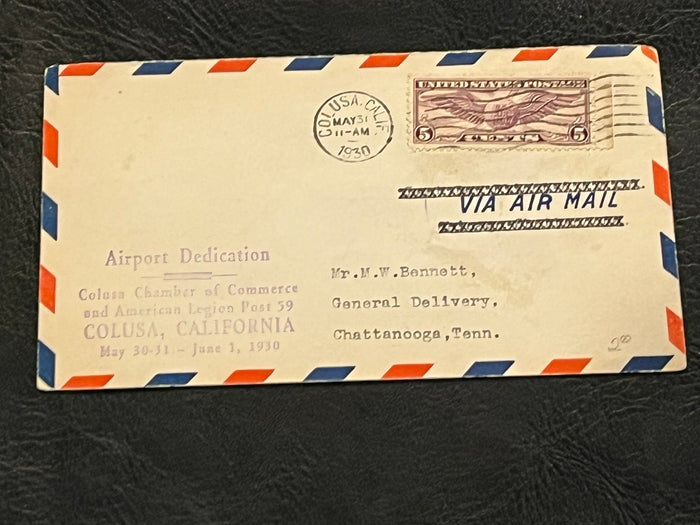 COLUSA, CALIF.
MAY 31
11-AM
1930
UNITED STATES POSTAGE
5 CENTS 5
VIA AIR MAIL
Airport Dedication
Colusa Chamber of Commerce
and American Legion Post 59
COLUSA, CALIFORNIA
May 30-31 - June 1, 1930
Mr.M.W.Bennett,
General Delivery,
Chattanooga,Tenn.
200